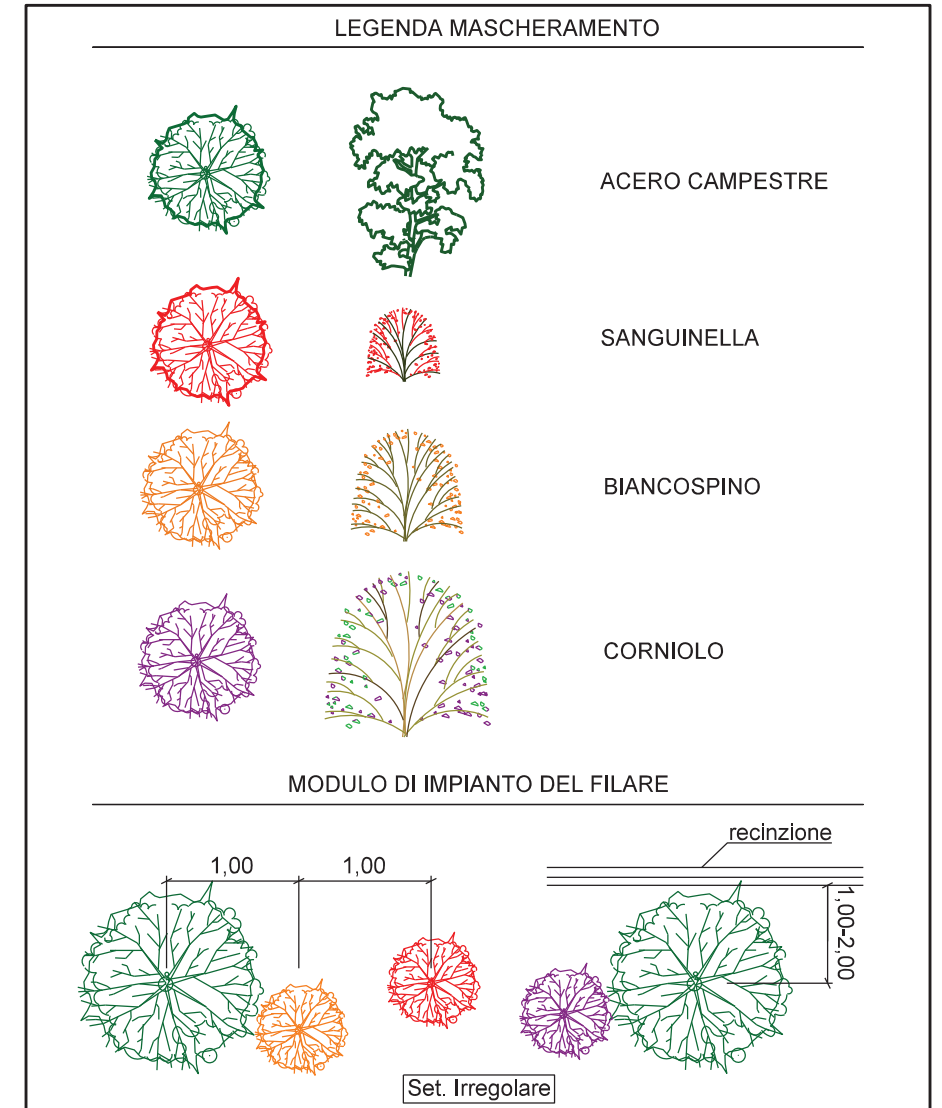 LEGENDA MASCHERAMENTO
ACERO CAMPESTRE
SANGUINELLA
BIANCOSPINO
CORNIOLO
MODULO DI IMPIANTO DEL FILARE
recinzione
1,00 1,00
1,00-2,00
Set. Irregolare